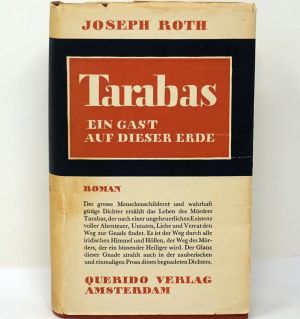 JOSEPH ROTH
Tarabas
EIN GAST
AUF DIESER ERDE
ROMAN
Der grosse Menschenschilderer und wahrhaft
gütige Dichter erzählt das Leben des Mörders
Tarabas, der nach einer ungeheuerlichen Existenz
voller Abenteuer, Untaten, Liebe und Verrat den
Weg zur Gnade findet. Es ist der Weg durch alle
irdischen Himmel und Höllen, der Weg des Mör-
ders, der ein büssender Heiliger wird. Der Glanz
dieser Gnade strahlt auch in der zauberischen
und einmaligen Prosa dieses begnadeten Dichters.
QUERIDO VERLAG
AMSTERDAM